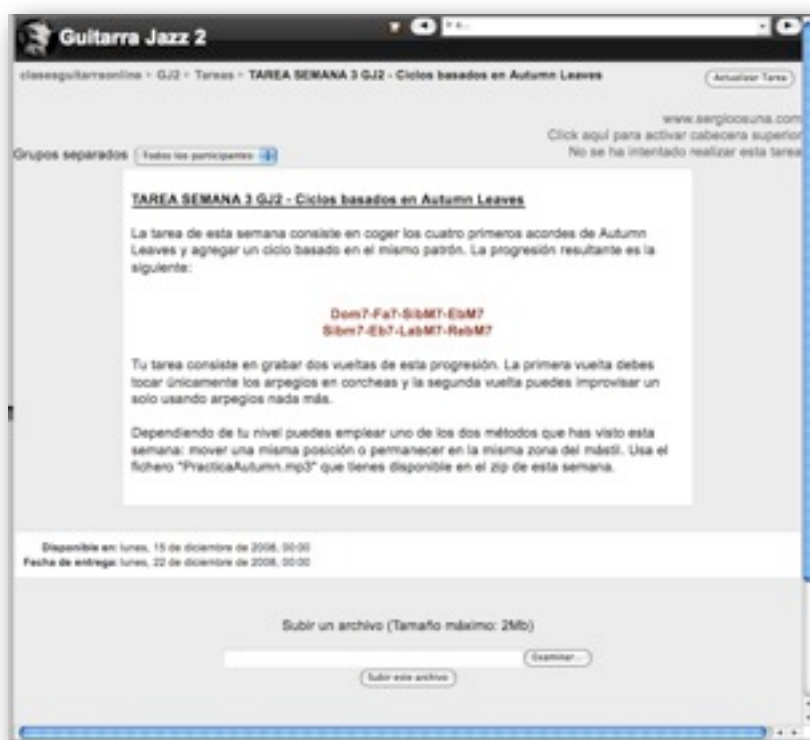 Guitarra Jazz 2
Ir a...
clasesguitarraonline ▸ GJ2 ▸ Tareas ▸ TAREA SEMANA 3 GJ2 - Ciclos basados en Autumn Leaves
Actualizar Tarea
www.sergioosuna.com
Click aquí para activar cabecera superior
Grupos separados Todos los participantes
No se ha intentado realizar esta tarea
TAREA SEMANA 3 GJ2 - Ciclos basados en Autumn Leaves
La tarea de esta semana consiste en coger los cuatro primeros acordes de Autumn
Leaves y agregar un ciclo basado en el mismo patrón. La progresión resultante es la
siguiente:
Dom7-Fa7-SibM7-EbM7
Sibm7-Eb7-LabM7-RebM7
Tu tarea consiste en grabar dos vueltas de esta progresión. La primera vuelta debes
tocar únicamente los arpegios en corcheas y la segunda vuelta puedes improvisar un
solo usando arpegios nada más.
Dependiendo de tu nivel puedes emplear uno de los dos métodos que has visto esta
semana: mover una misma posición o permanecer en la misma zona del mástil. Usa el
fichero "PracticaAutumn.mp3" que tienes disponible en el zip de esta semana.
Disponible en: lunes, 15 de diciembre de 2008, 00:00
Fecha de entrega: lunes, 22 de diciembre de 2008, 00:00
Subir un archivo (Tamaño máximo: 2Mb)
Examinar...
Subir este archivo